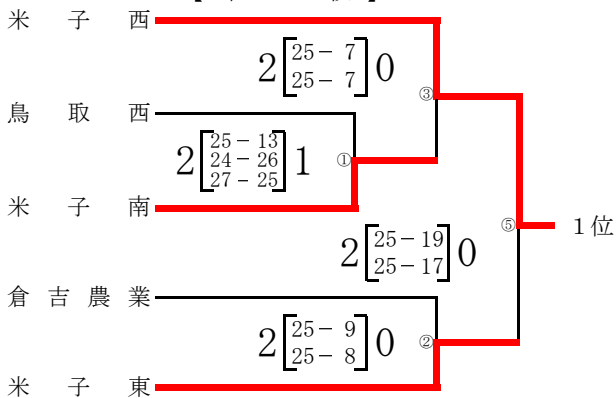 米子西
2 [25－ 7 0
25－ 7]
③
鳥取西
2 [25－ 13 1
24－ 26
27－ 25]
①
米子南
⑤ １位
2 [25－ 19 0
25－ 17]
倉吉農業
2 [25－ 9 0
25－ 8]
②
米子東